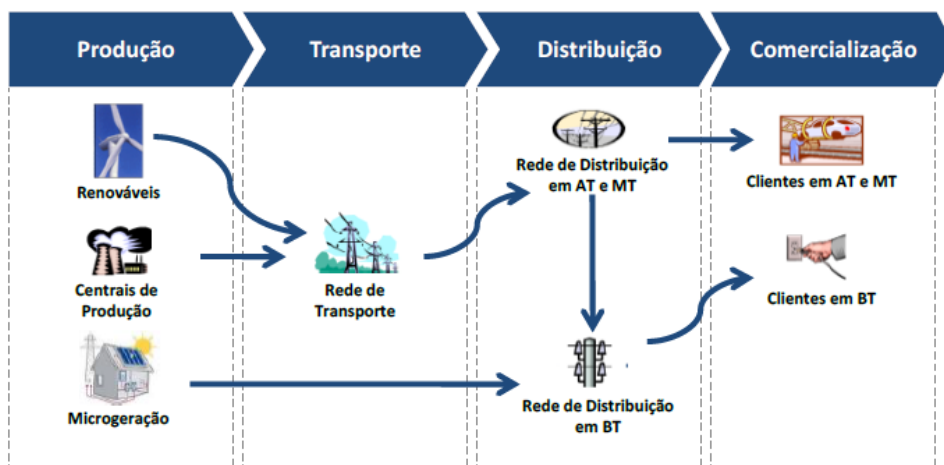 Produção
Transporte
Distribuição
Comercialização
Renováveis
Centrais de
Produção
Microgeração
Rede de
Transporte
Rede de Distribuição
em AT e MT
Rede de Distribuição
em BT
Clientes em AT e MT
Clientes em BT